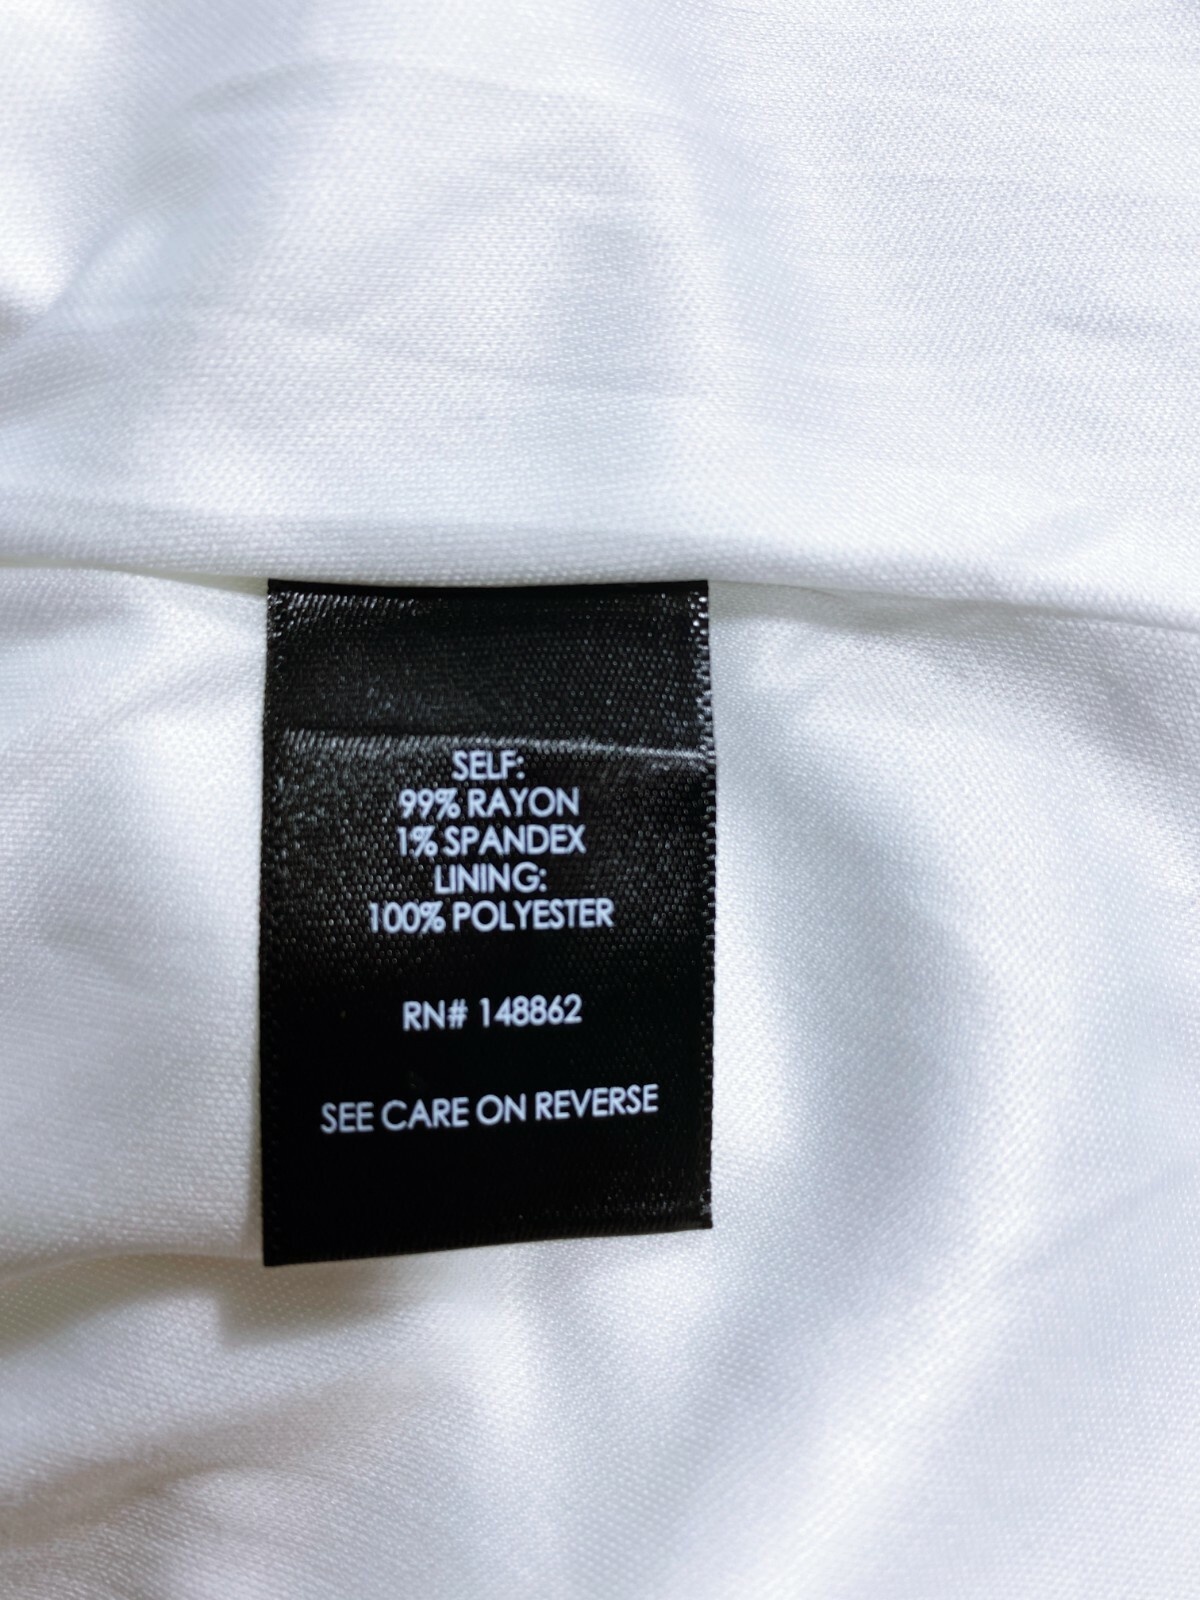 SELF:
99% RAYON
1% SPANDEX
LINING:
100% POLYESTER
RN# 148862
SEE CARE ON REVERSE